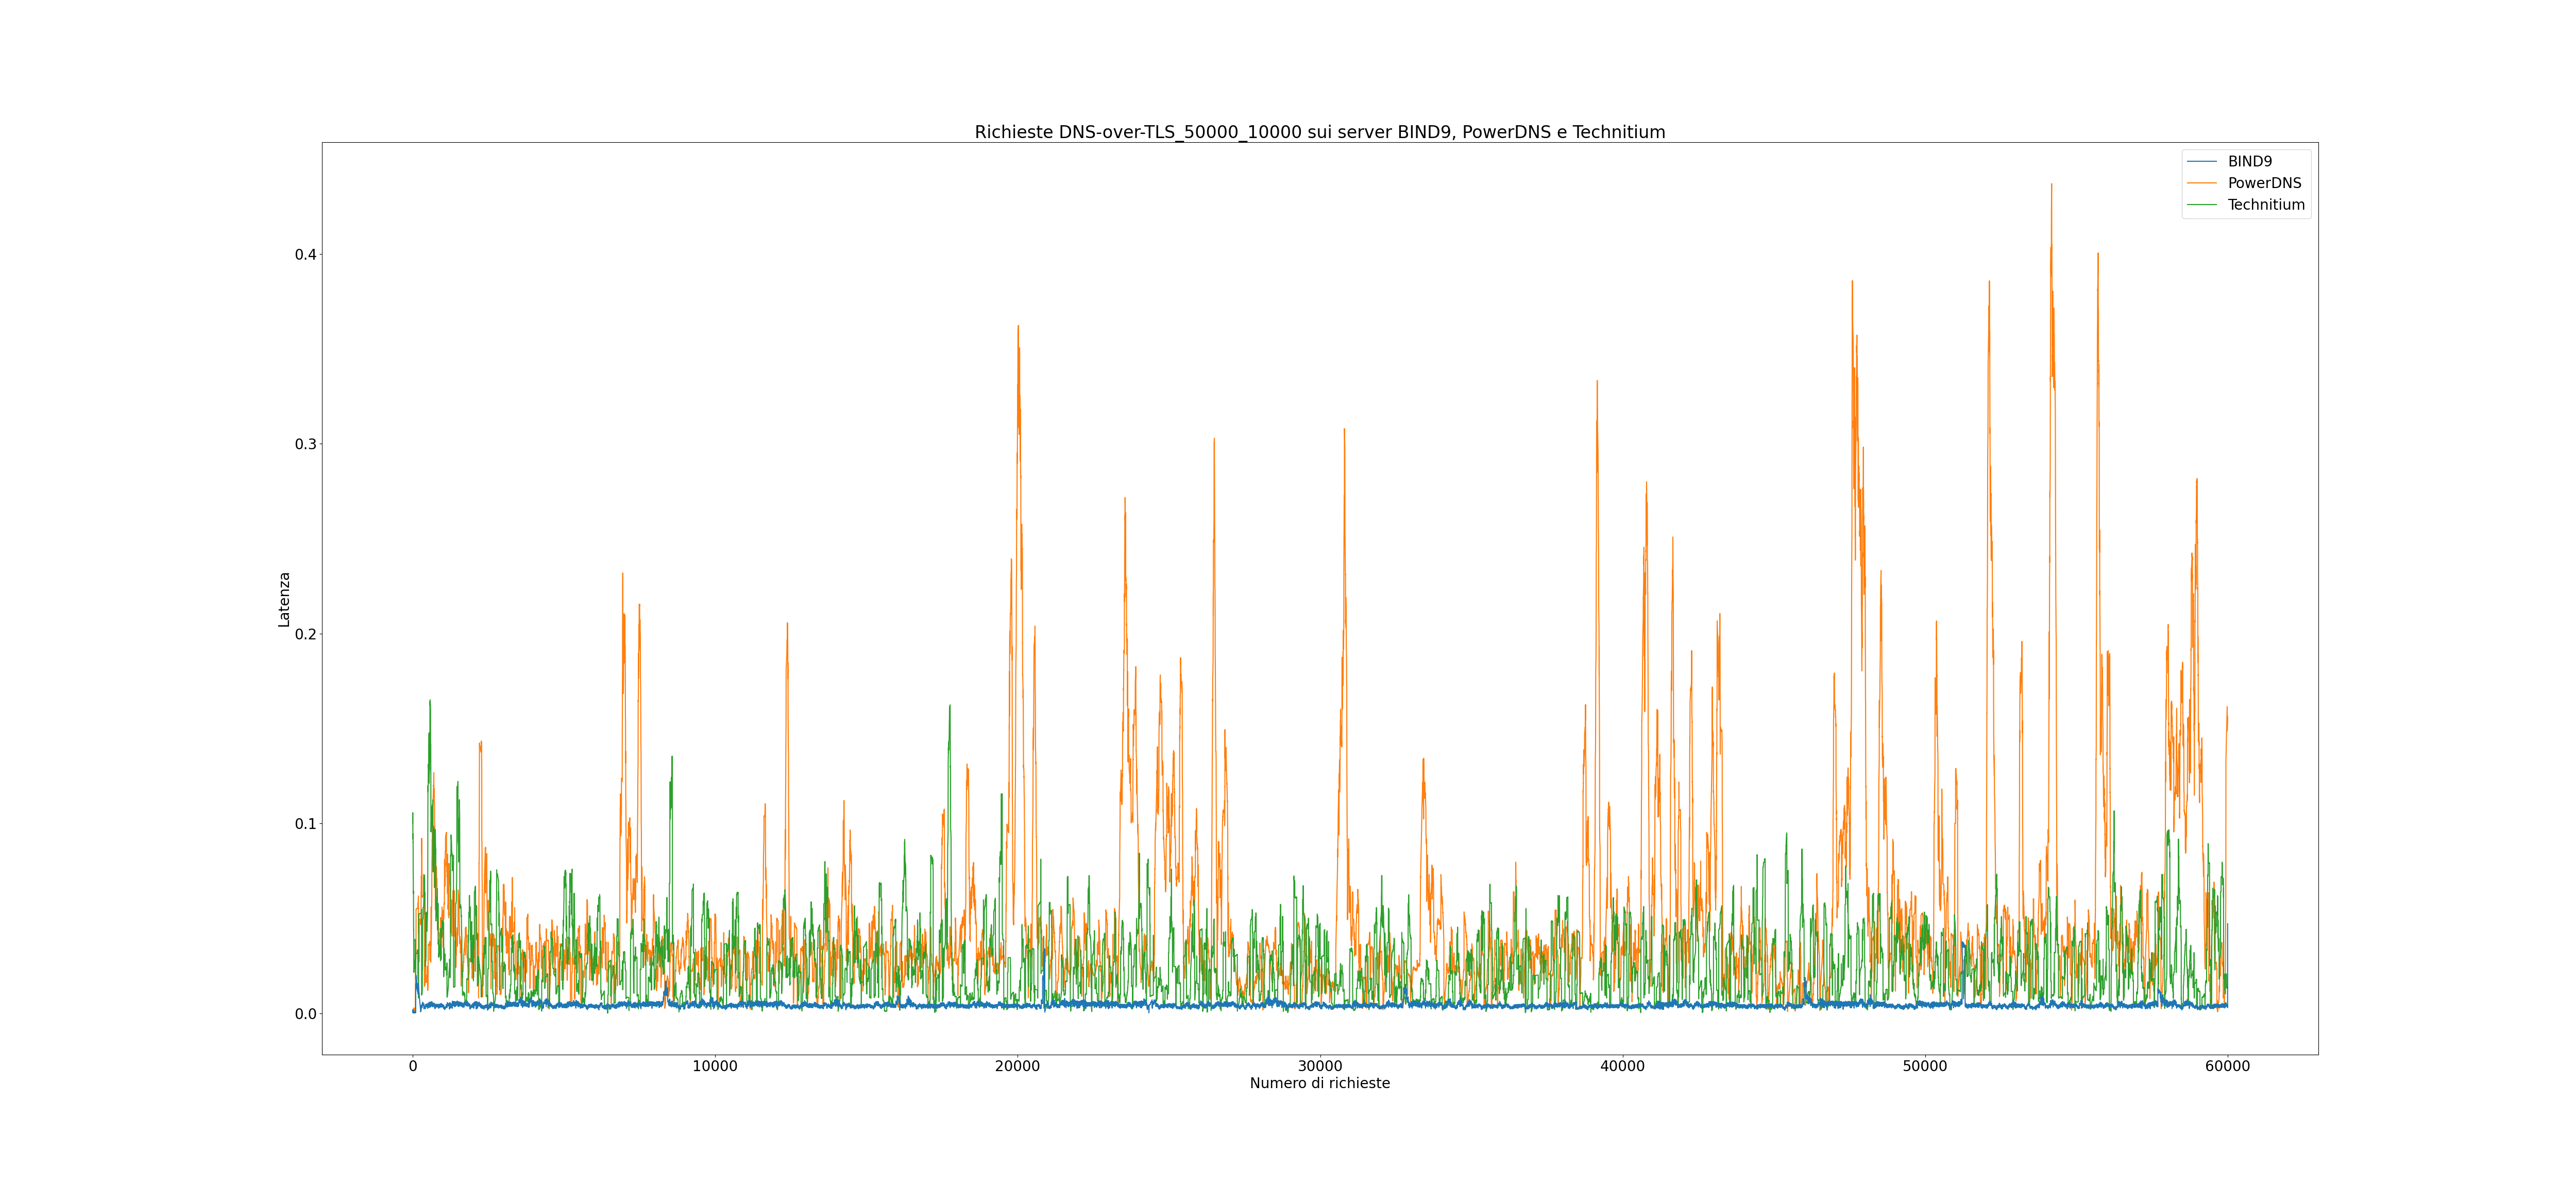 Richieste DNS-over-TLS_50000_10000 sui server BIND9, PowerDNS e Technitium
BIND9
PowerDNS
Technitium
Latenza
0.4
0.3
0.2
0.1
0.0
0 10000 20000 30000 40000 50000 60000
Numero di richieste